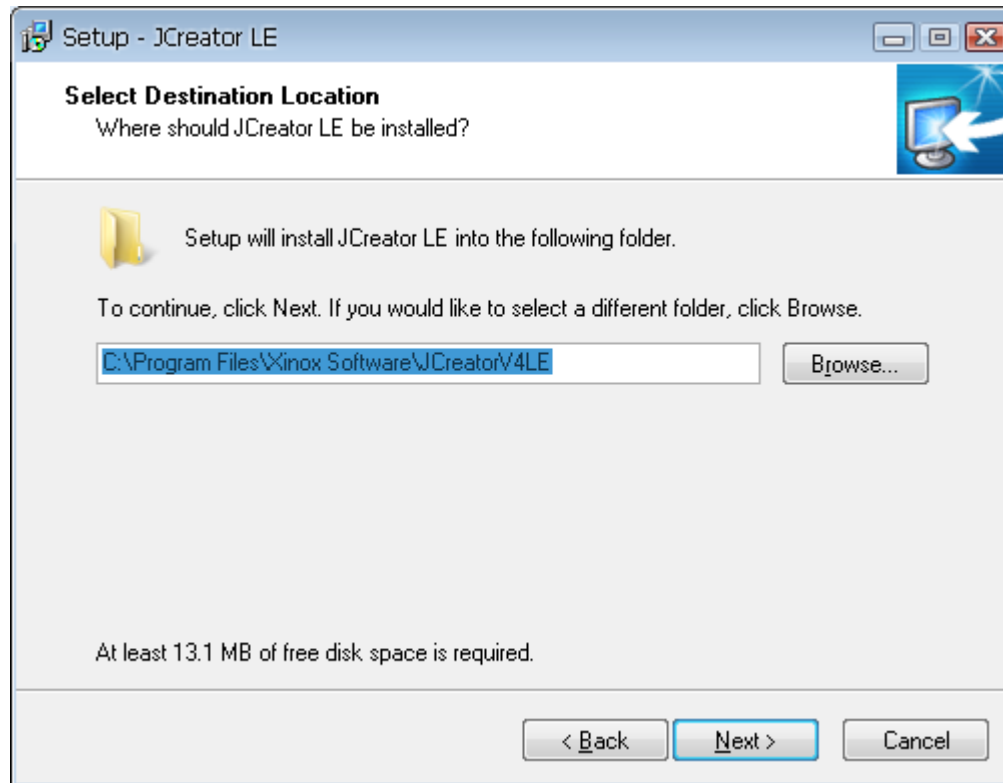 Setup - JCreator LE
Select Destination Location
Where should JCreator LE be installed?
Setup will install JCreator LE into the following folder.
To continue, click Next. If you would like to select a different folder, click Browse.
C:\Program Files\Xinox Software\JCreatorV4LE
Browse...
At least 13.1 MB of free disk space is required.
< Back
Next >
Cancel